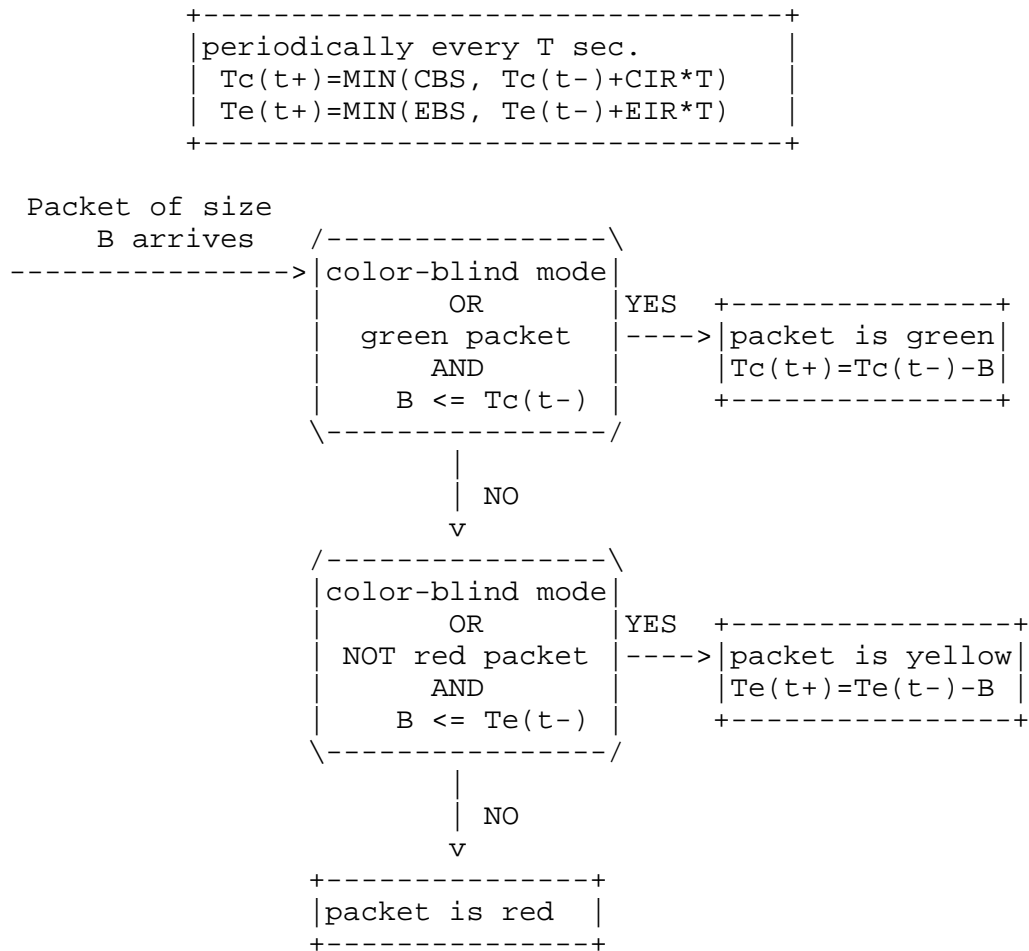 periodically every T sec.
Tc(t+)=MIN(CBS, Tc(t-)+CIR*T)
Te(t+)=MIN(EBS, Te(t-)+EIR*T)
Packet of size
B arrives
color-blind mode
OR
green packet
AND
B <= Tc(t-)
YES
packet is green
Tc(t+)=Tc(t-)-B
NO
color-blind mode
OR
NOT red packet
AND
B <= Te(t-)
YES
packet is yellow
Te(t+)=Te(t-)-B
NO
packet is red